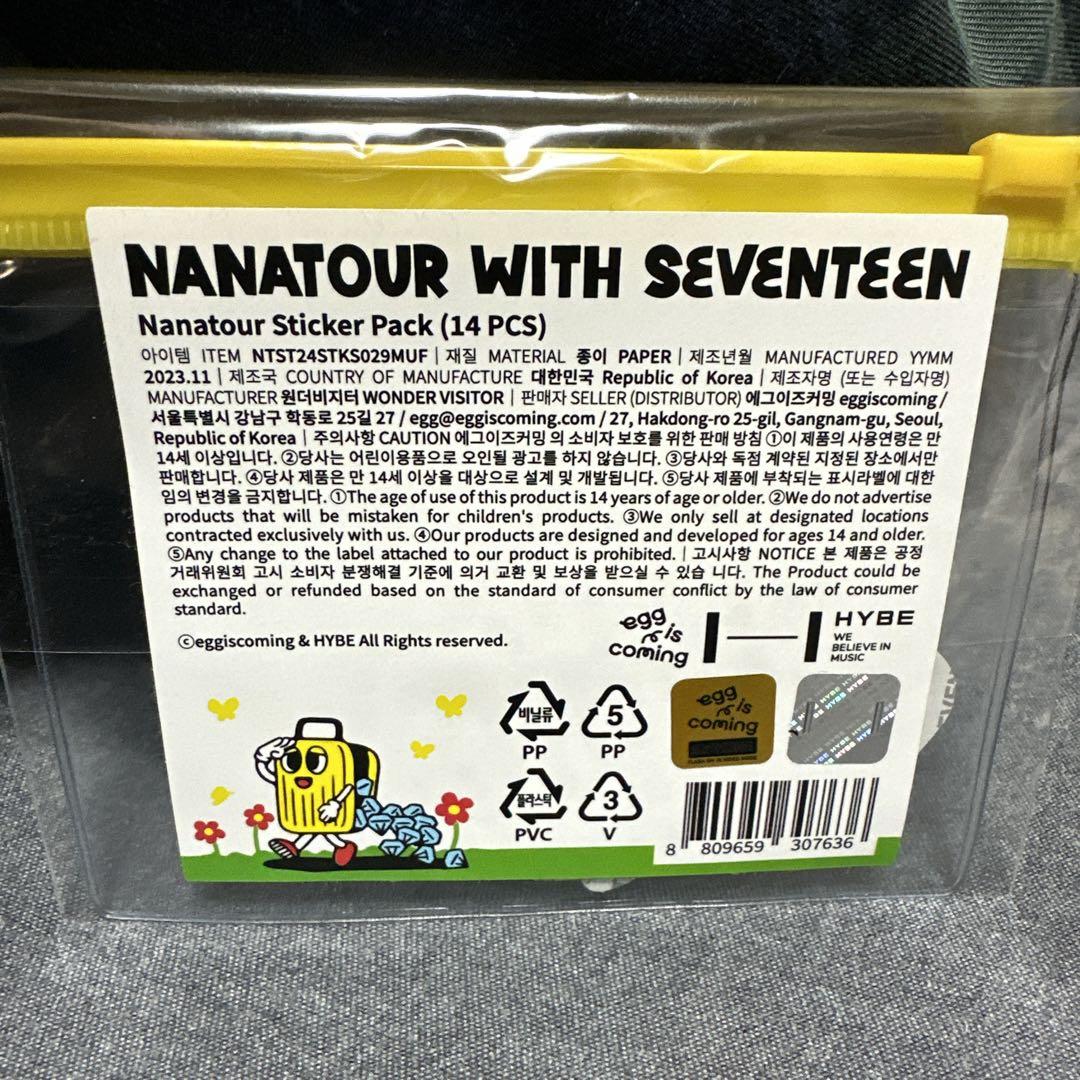 NANATOUR WITH SEVENTEEN
Nanatour Sticker Pack (14 PCS)
아이템 ITEM NTST24STKS029MUF | 재질 MATERIAL 종이 PAPER | 제조년월 MANUFACTURED YYMM
2023.11 | 제조국 COUNTRY OF MANUFACTURE 대한민국 Republic of Korea | 제조자명 (또는 수입자명)
MANUFACTURER 원더비지터 WONDER VISITOR | 판매자 SELLER (DISTRIBUTOR) 에그이즈커밍 eggiscoming /
서울특별시 강남구 학동로 25길 27 / egg@eggiscoming.com / 27, Hakdong-ro 25-gil, Gangnam-gu, Seoul,
Republic of Korea | 주의사항 CAUTION 에그이즈커밍 의 소비자 보호를 위한 판매 방침 ①이 제품의 사용연령은 만
14세 이상입니다. ②당사는 어린이용품으로 오인될 광고를 하지 않습니다. ③당사와 독점 계약된 지정된 장소에서만
판매합니다. ④당사 제품은 만 14세 이상을 대상으로 설계 및 개발됩니다. ⑤당사 제품에 부착되는 표시라벨에 대한
임의 변경을 금지합니다. ①The age of use of this product is 14 years of age or older. ②We do not advertise
products that will be mistaken for children's products. ③We only sell at designated locations
contracted exclusively with us. ④Our products are designed and developed for ages 14 and older.
⑤Any change to the label attached to our product is prohibited. | 고시사항 NOTICE 본 제품은 공정
거래위원회 고시 소비자 분쟁해결 기준에 의거 교환 및 보상을 받으실 수 있습 니다. The Product could be
exchanged or refunded based on the standard of consumer conflict by the law of consumer
standard.
ⓒeggiscoming & HYBE All Rights reserved.
egg is coming
HYBE
WE
BELIEVE IN
MUSIC
비닐류
PP
5
PP
egg is coming
HYBE
플라스틱
PVC
3
V
8 809659 307636